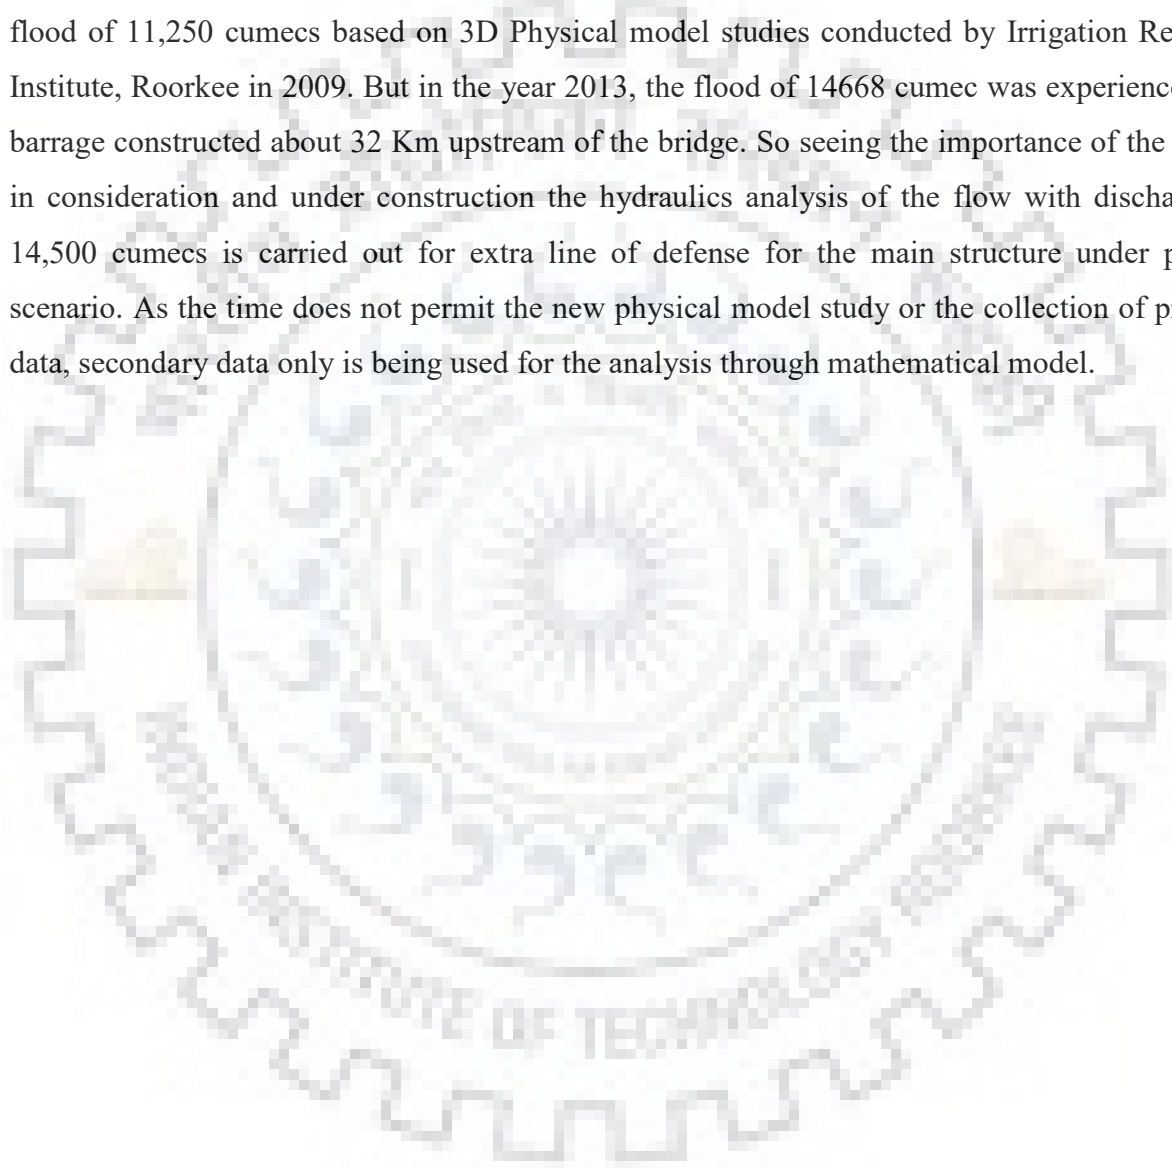 flood of 11,250 cumecs based on 3D Physical model studies conducted by Irrigation Re
Institute, Roorkee in 2009. But in the year 2013, the flood of 14668 cumec was experience
barrage constructed about 32 Km upstream of the bridge. So seeing the importance of the
in consideration and under construction the hydraulics analysis of the flow with discha
14,500 cumecs is carried out for extra line of defense for the main structure under p
scenario. As the time does not permit the new physical model study or the collection of p
data, secondary data only is being used for the analysis through mathematical model.
INSTITUTE OF TECHNOLOGY